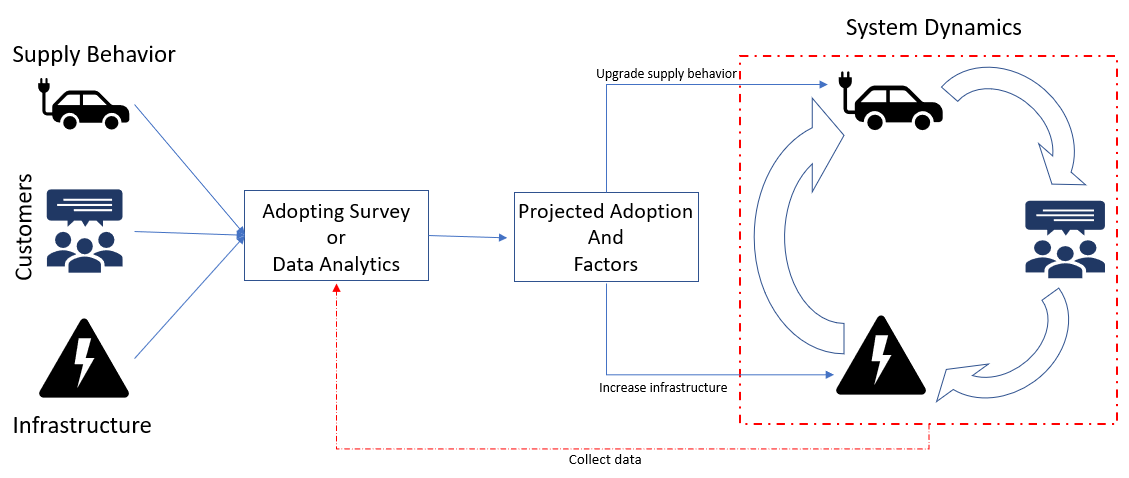 System Dynamics
Supply Behavior
Upgrade supply behavior
Customers
Adopting Survey
or
Data Analytics
Projected Adoption
And
Factors
Increase infrastructure
Infrastructure
Collect data